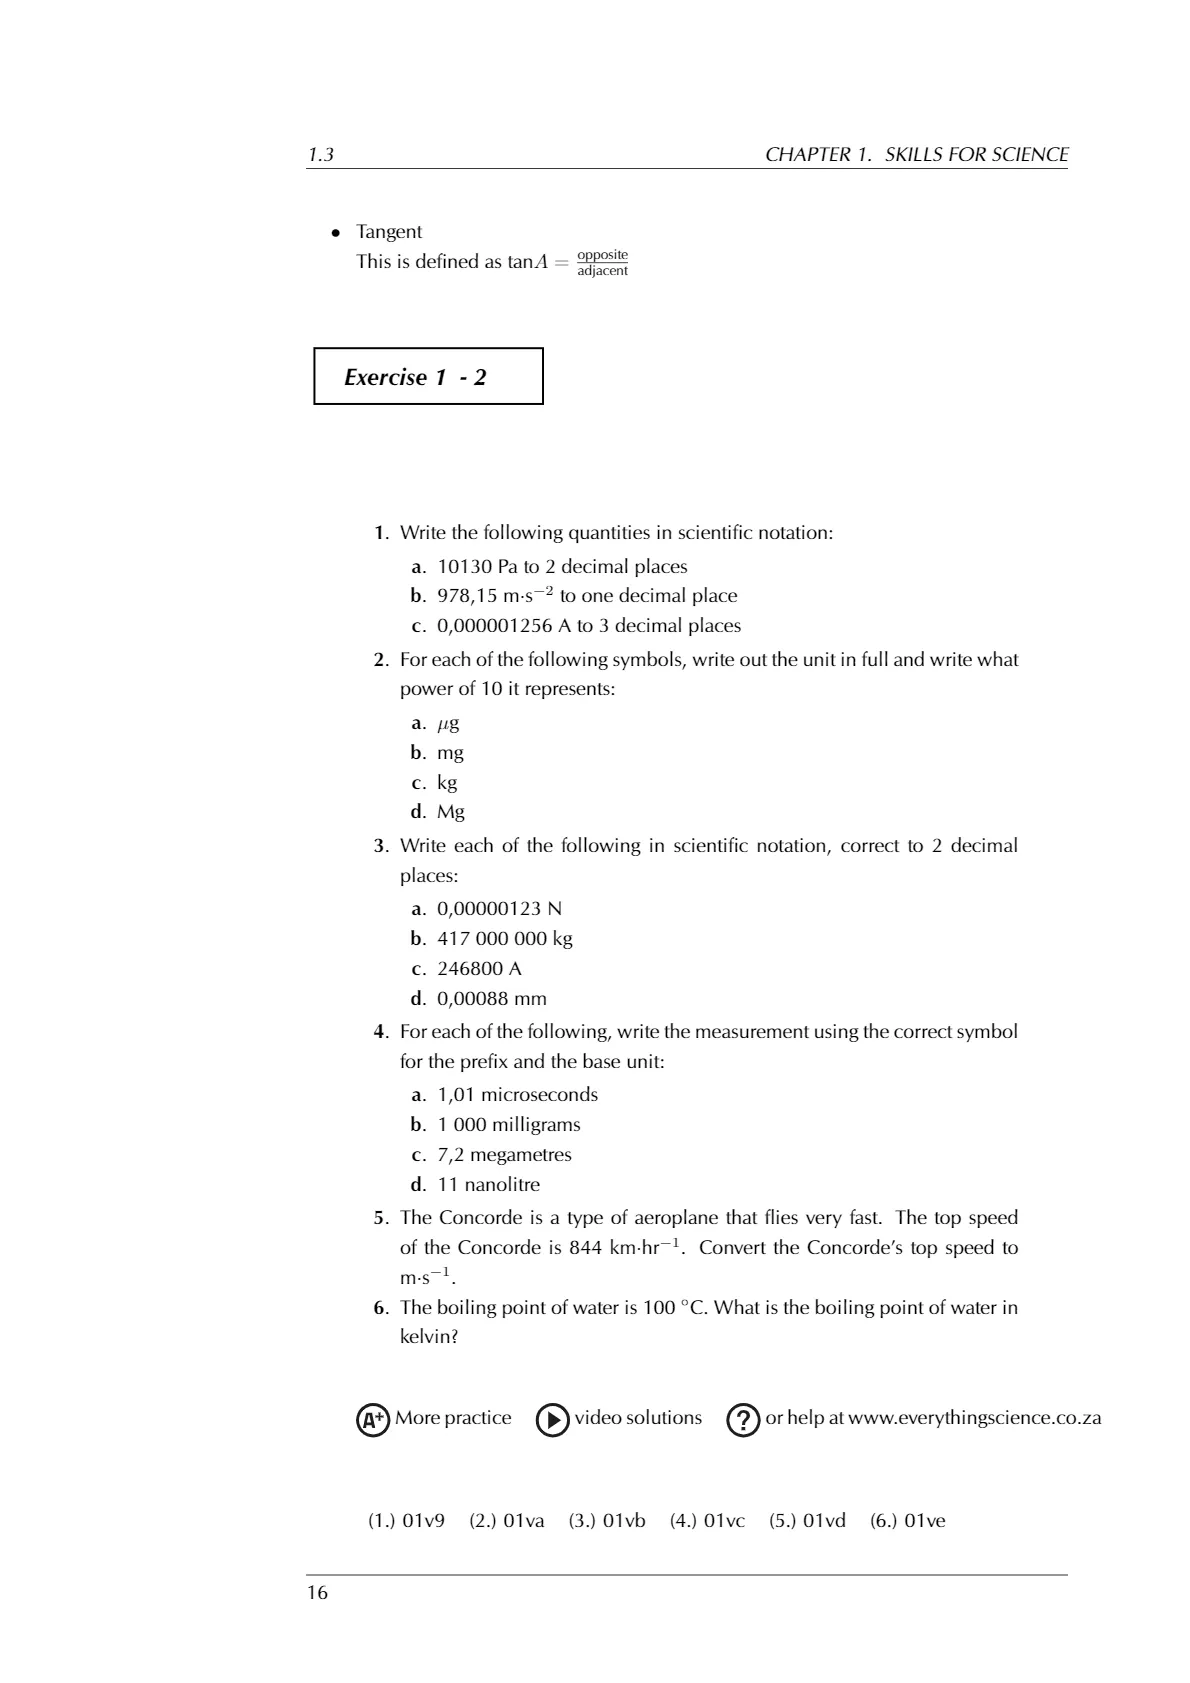 1.3 CHAPTER 1. SKILLS FOR SCIENCE
• Tangent
This is defined as tanA = opposite/adjacent
Exercise 1 - 2
1. Write the following quantities in scientific notation:
a. 10130 Pa to 2 decimal places
b. 978,15 m·s⁻² to one decimal place
c. 0,000001256 A to 3 decimal places
2. For each of the following symbols, write out the unit in full and write what
power of 10 it represents:
a. μg
b. mg
c. kg
d. Mg
3. Write each of the following in scientific notation, correct to 2 decimal
places:
a. 0,00000123 N
b. 417 000 000 kg
c. 246800 A
d. 0,00088 mm
4. For each of the following, write the measurement using the correct symbol
for the prefix and the base unit:
a. 1,01 microseconds
b. 1 000 milligrams
c. 7,2 megametres
d. 11 nanolitre
5. The Concorde is a type of aeroplane that flies very fast. The top speed
of the Concorde is 844 km·hr⁻¹. Convert the Concorde’s top speed to
m·s⁻¹.
6. The boiling point of water is 100 °C. What is the boiling point of water in
kelvin?
A+ More practice video solutions ? or help at www.everythingscience.co.za
(1.) 01v9 (2.) 01va (3.) 01vb (4.) 01vc (5.) 01vd (6.) 01ve
16